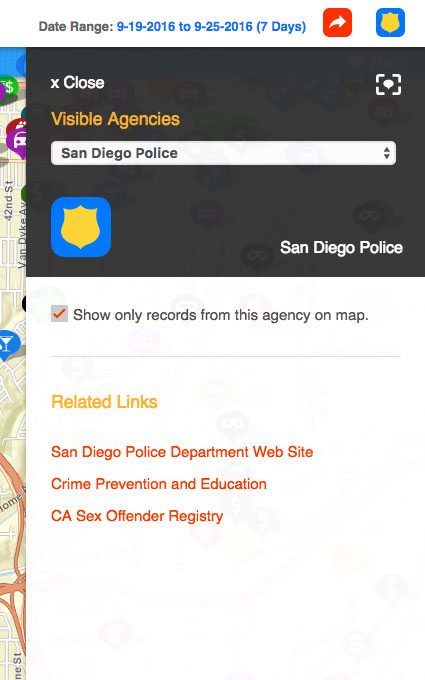 Date Range: 9-19-2016 to 9-25-2016 (7 Days)
Help
x Close
Visible Agencies
San Diego Police
San Diego Police
Show only records from this agency on map.
Related Links
San Diego Police Department Web Site
Crime Prevention and Education
CA Sex Offender Registry
42nd St
Van Dyke Av